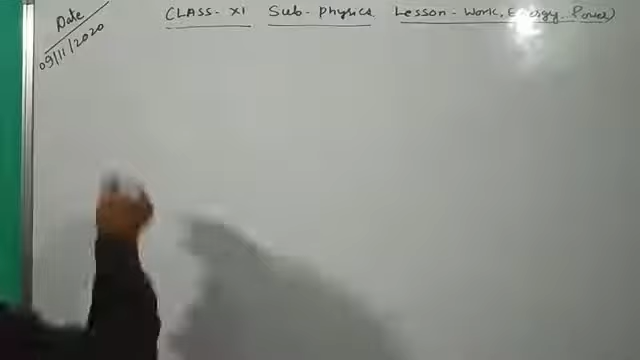 Date
09/11/2020
CLASS- XI Sub- Physics Lesson- Work, Energy.. Power)